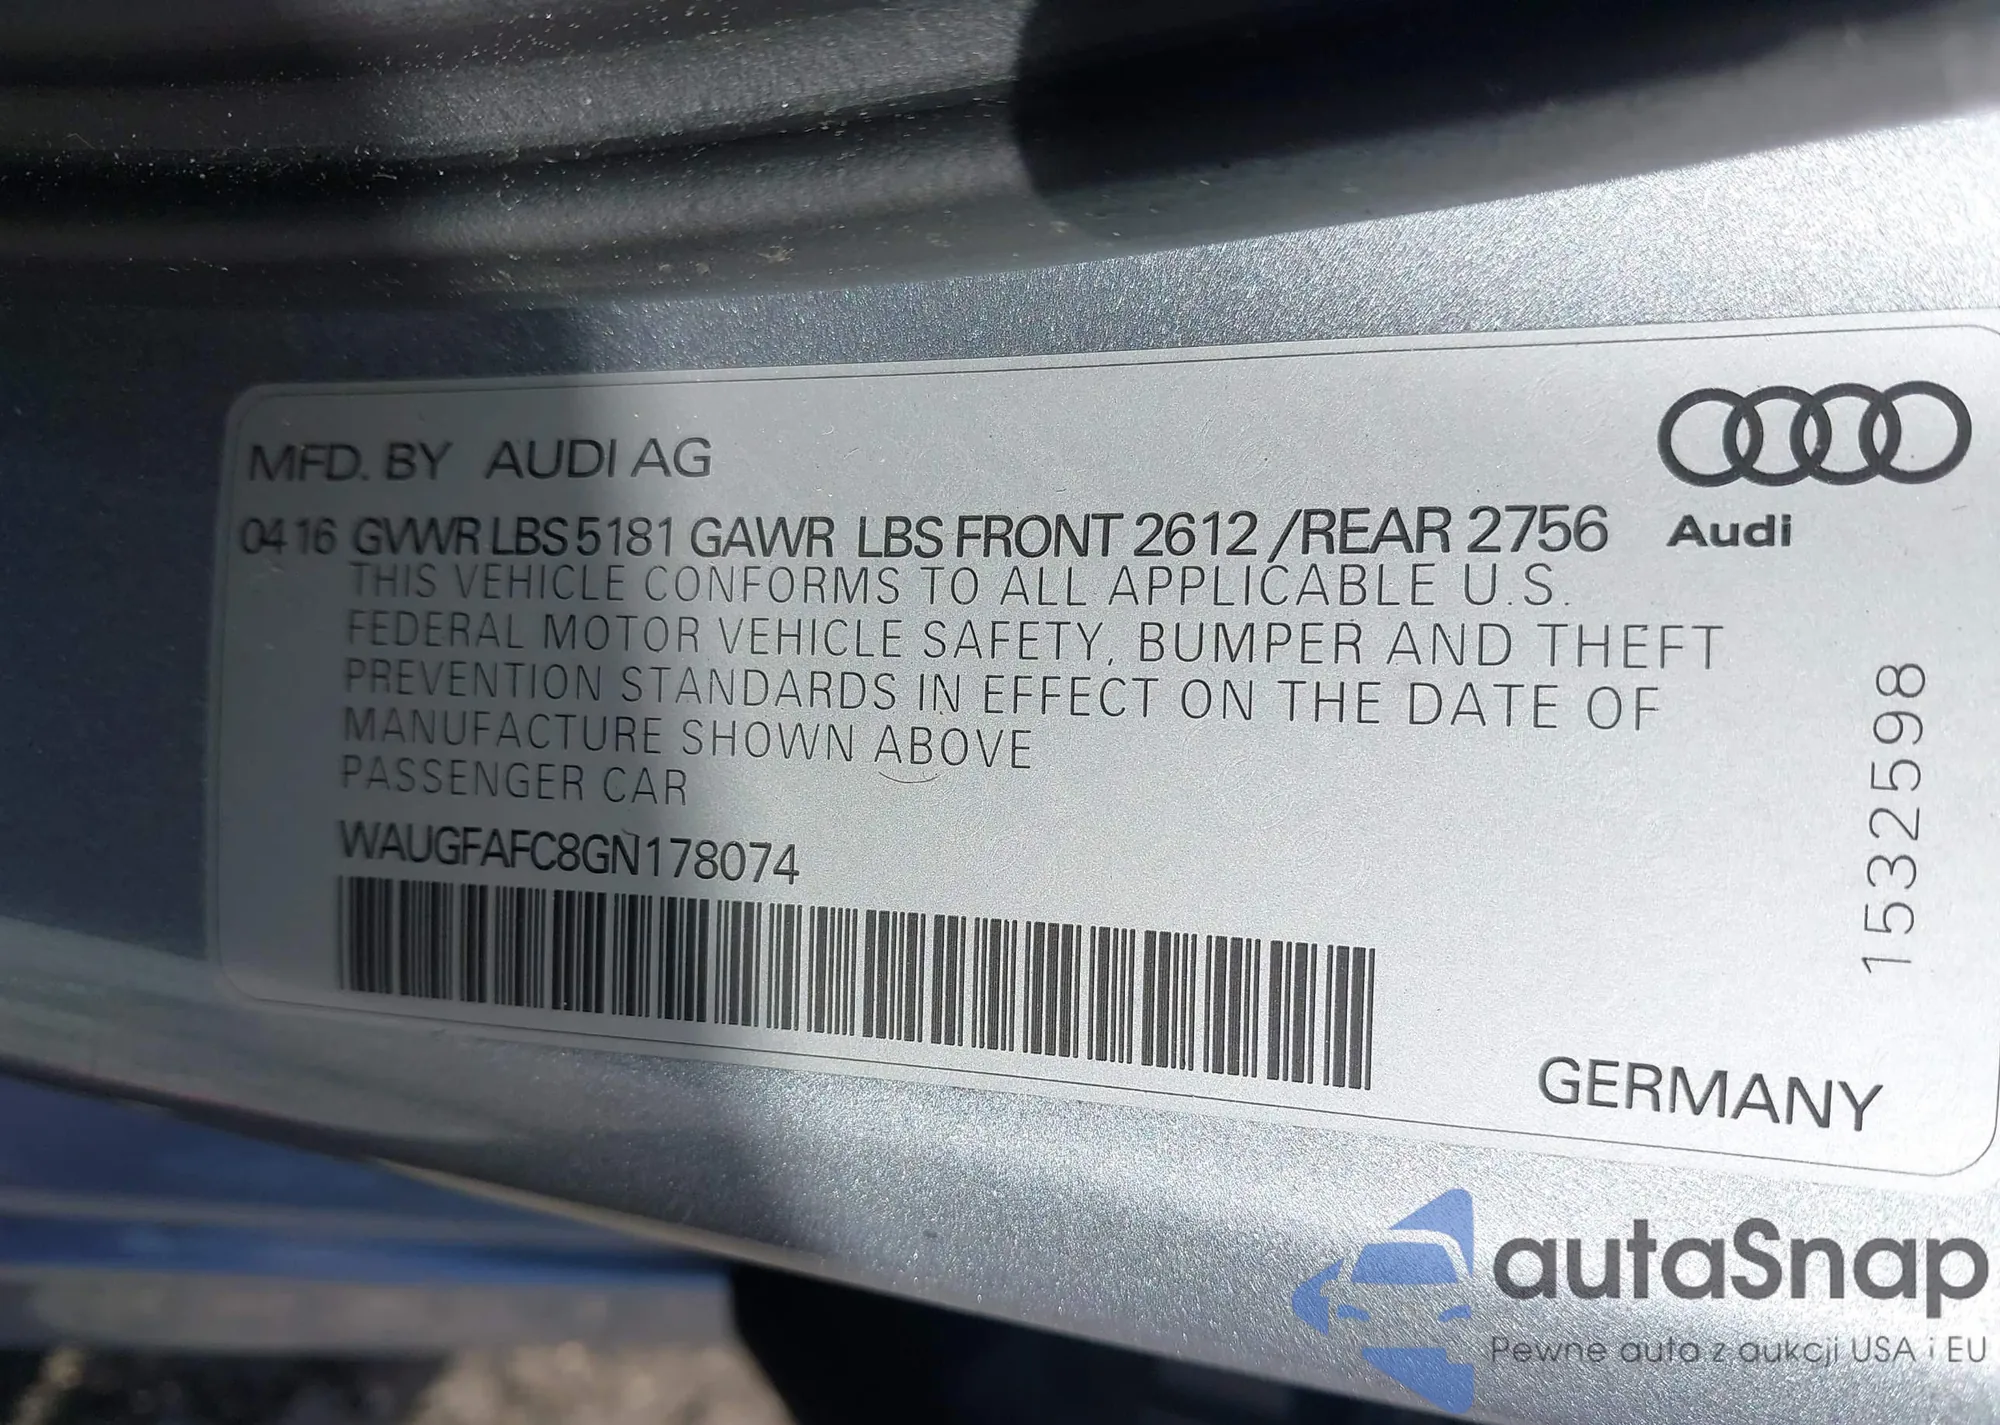 MFD. BY AUDI AG
0416 GVWR LBS 5181 GAWR LBS FRONT 2612 /REAR 2756
Audi
THIS VEHICLE CONFORMS TO ALL APPLICABLE U.S.
FEDERAL MOTOR VEHICLE SAFETY, BUMPER AND THEFT
PREVENTION STANDARDS IN EFFECT ON THE DATE OF
MANUFACTURE SHOWN ABOVE
PASSENGER CAR
WAUGFAFC8GN178074
15325598
GERMANY
autaSnap
Pewne auta z aukcji USA i EU